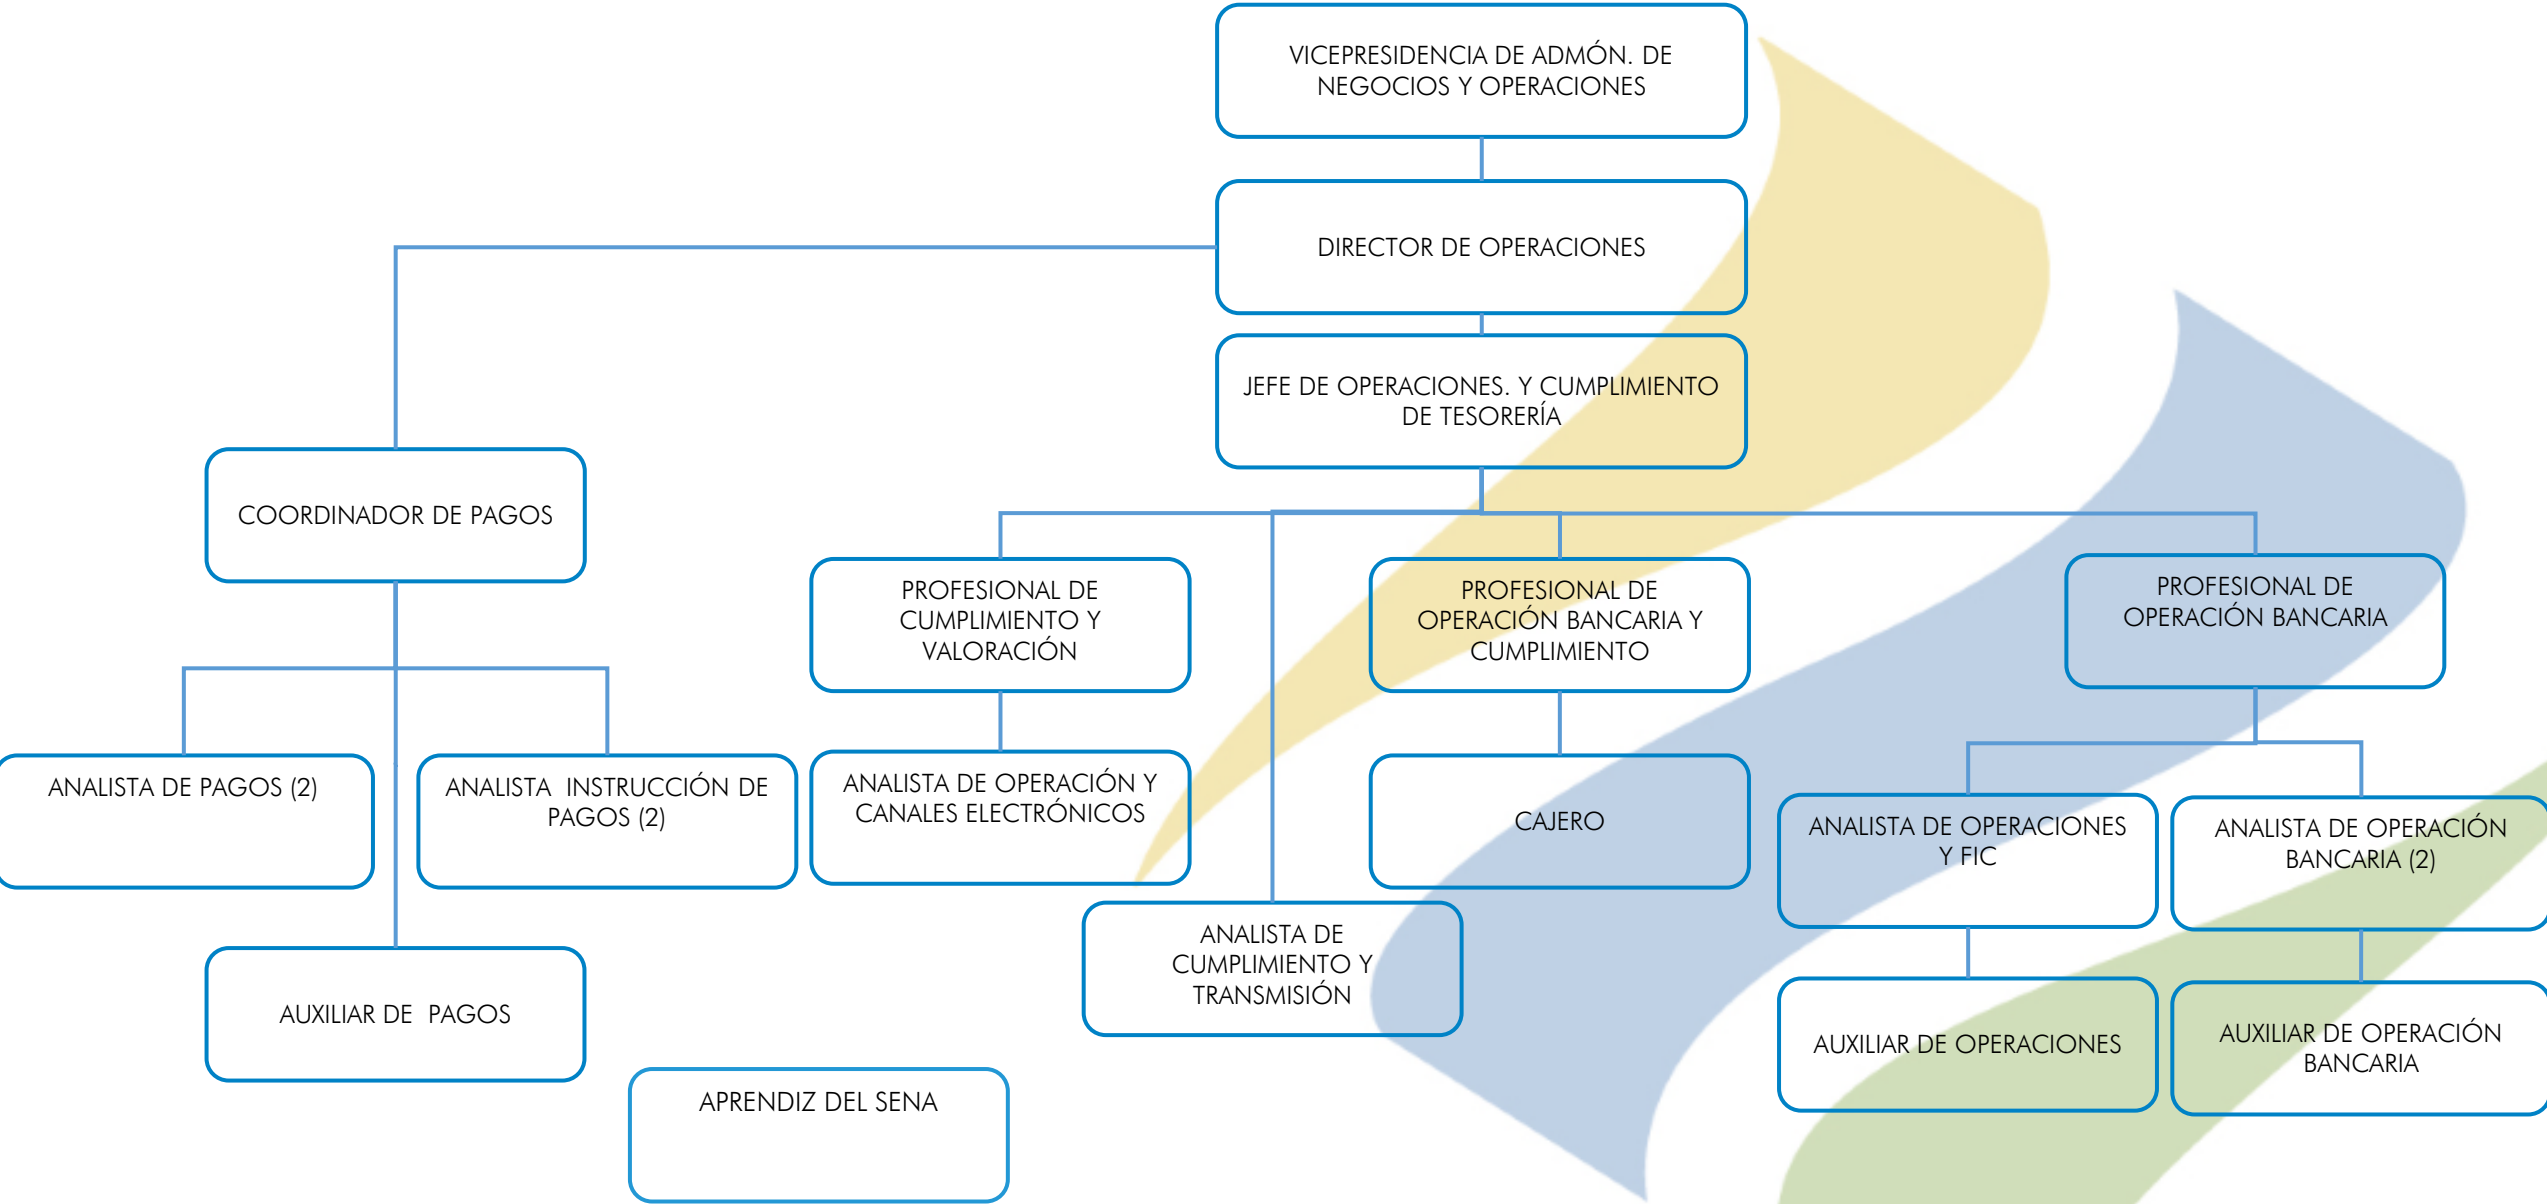 VICEPRESIDENCIA DE ADMÓN. DE
NEGOCIOS Y OPERACIONES
DIRECTOR DE OPERACIONES
JEFE DE OPERACIONES. Y CUMPLIMIENTO
DE TESORERÍA
COORDINADOR DE PAGOS
PROFESIONAL DE
CUMPLIMIENTO Y
VALORACIÓN
PROFESIONAL DE
OPERACIÓN BANCARIA Y
CUMPLIMIENTO
PROFESIONAL DE
OPERACIÓN BANCARIA
ANALISTA DE PAGOS (2)
ANALISTA INSTRUCCIÓN DE
PAGOS (2)
ANALISTA DE OPERACIÓN Y
CANALES ELECTRÓNICOS
CAJERO
ANALISTA DE OPERACIONES
Y FIC
ANALISTA DE OPERACIÓN
BANCARIA (2)
ANALISTA DE
CUMPLIMIENTO Y
TRANSMISIÓN
AUXILIAR DE PAGOS
AUXILIAR DE OPERACIONES
AUXILIAR DE OPERACIÓN
BANCARIA
APRENDIZ DEL SENA